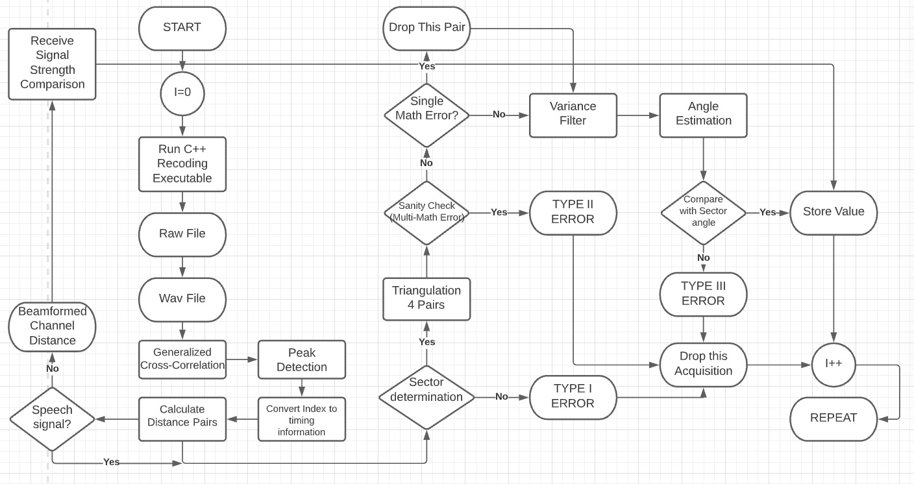 Receive
Signal
Strength
Comparison
START
I=0
Run C++
Recoding
Executable
Raw File
Wav File
Generalized
Cross-Correlation
Peak
Detection
Convert Index to
timing
information
Calculate
Distance Pairs
Speech
signal?
No
Yes
Beamformed
Channel
Distance
Sector
determination
No
Yes
TYPE I
ERROR
Triangulation
4 Pairs
Sanity Check
(Multi-Math Error)
Yes
No
TYPE II
ERROR
Single
Math Error?
Yes
No
Drop This Pair
Variance
Filter
Angle
Estimation
Compare
with Sector
angle
Yes
No
TYPE III
ERROR
Drop this
Acquisition
Store Value
I++
REPEAT